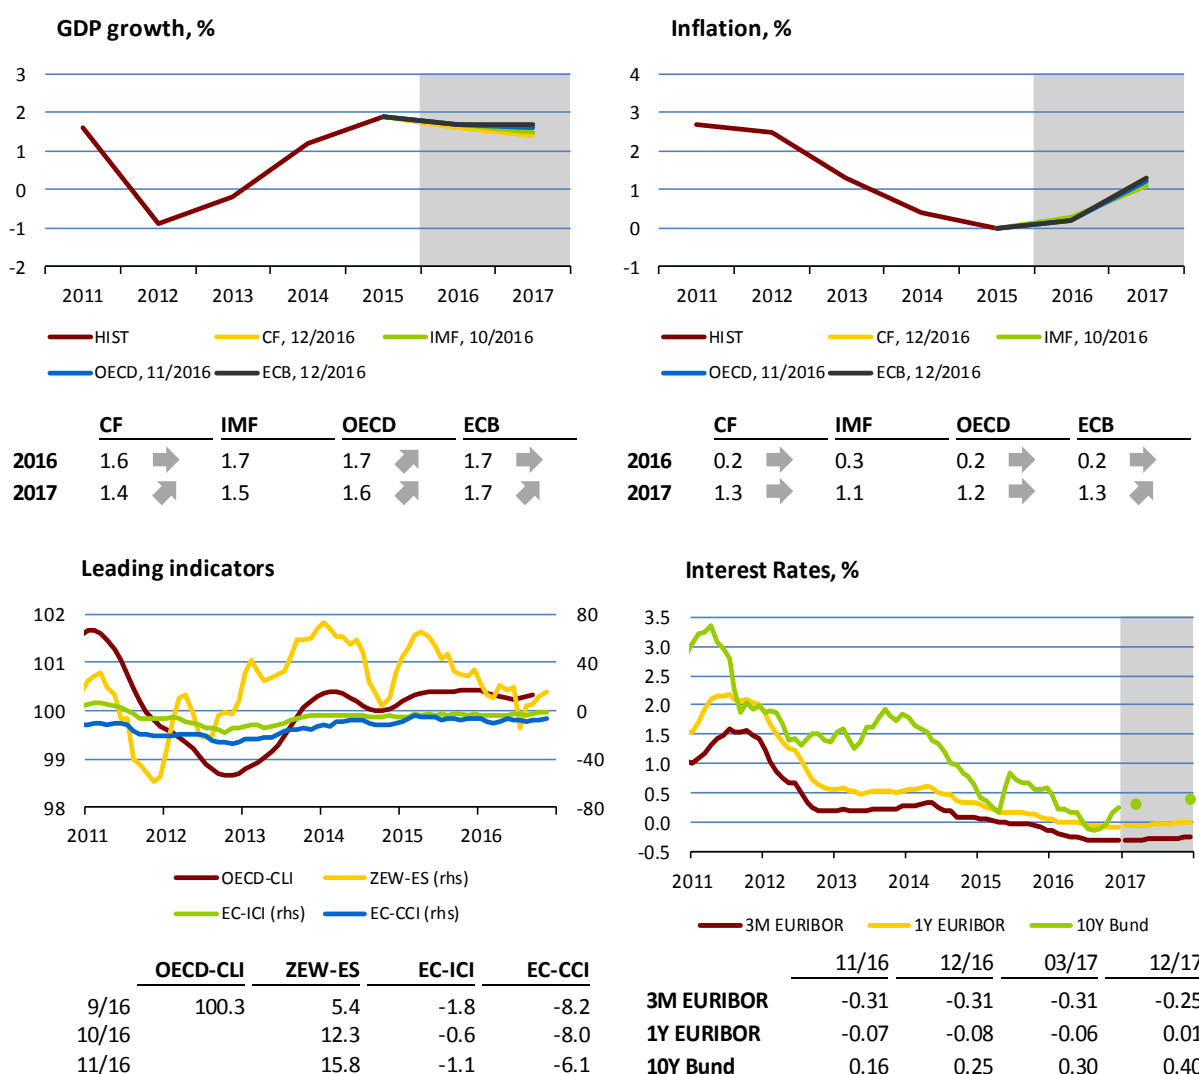 GDP growth, %
3
2
1
0
-1
-2
2011 2012 2013 2014 2015 2016 2017
HIST CF, 12/2016 IMF, 10/2016
OECD, 11/2016 ECB, 12/2016
CF IMF OECD ECB
2016 1.6 1.7 1.7 1.7
2017 1.4 1.5 1.6 1.7
Inflation, %
4
3
2
1
0
-1
2011 2012 2013 2014 2015 2016 2017
HIST CF, 12/2016 IMF, 10/2016
OECD, 11/2016 ECB, 12/2016
CF IMF OECD ECB
2016 0.2 0.3 0.2 0.2
2017 1.3 1.1 1.2 1.3
Leading indicators
102 80
101 40
100 0
99 -40
98 -80
2011 2012 2013 2014 2015 2016
OECD-CLI ZEW-ES (rhs)
EC-ICI (rhs) EC-CCI (rhs)
OECD-CLI ZEW-ES EC-ICI EC-CCI
9/16 100.3 5.4 -1.8 -8.2
10/16 12.3 -0.6 -8.0
11/16 15.8 -1.1 -6.1
Interest Rates, %
3.5
3.0
2.5
2.0
1.5
1.0
0.5
0.0
-0.5
2011 2012 2013 2014 2015 2016 2017
3M EURIBOR 1Y EURIBOR 10Y Bund
11/16 12/16 03/17 12/17
3M EURIBOR -0.31 -0.31 -0.31 -0.25
1Y EURIBOR -0.07 -0.08 -0.06 0.01
10Y Bund 0.16 0.25 0.30 0.40